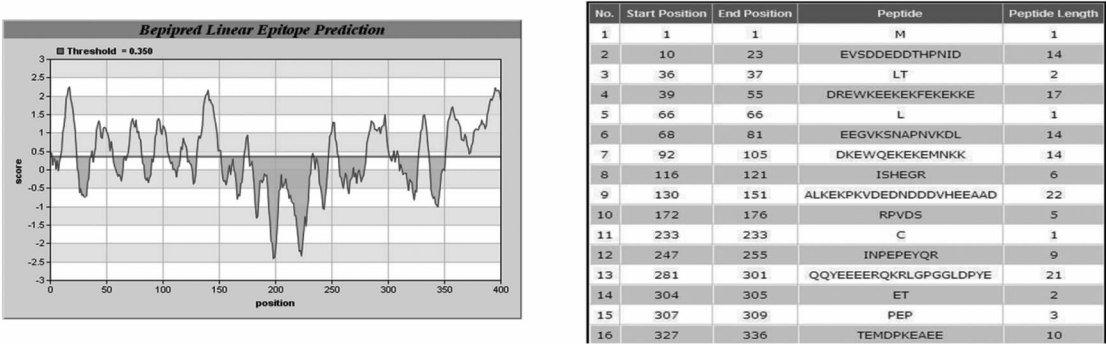 Bepipred Linear Epitope Prediction
Threshold = 0.350
3
2.5
2
1.5
1
0.5
0
-0.5
-1
-1.5
-2
-2.5
-3
score
0 50 100 150 200 250 300 350 400
position
No. Start Position End Position Peptide Peptide Length
1 1 1 M 1
2 10 23 EVSDDEDDTHPNID 14
3 36 37 LT 2
4 39 55 DREWKEEKEKFEKEKKE 17
5 66 66 L 1
6 68 81 EEGVKSNAPNVKDL 14
7 92 105 DKEWQEKEKEMNKK 14
8 116 121 ISHEGR 6
9 130 151 ALKEKPKVDEDNDDDVHEEAAD 22
10 172 176 RPVDS 5
11 233 233 C 1
12 247 255 INPEPEYQR 9
13 281 301 QQYEEEERQKRLGPGGLDPYE 21
14 304 305 ET 2
15 307 309 PEP 3
16 327 336 TEMDPKEAEE 10